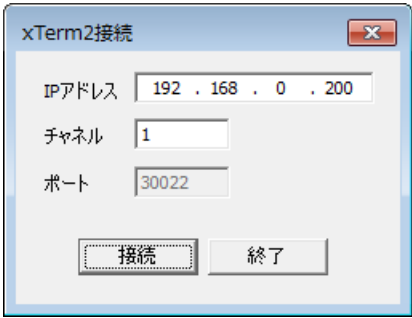 xTerm2接続
IPアドレス 192 . 168 . 0 . 200
チャネル 1
ポート 30022
接続 終了